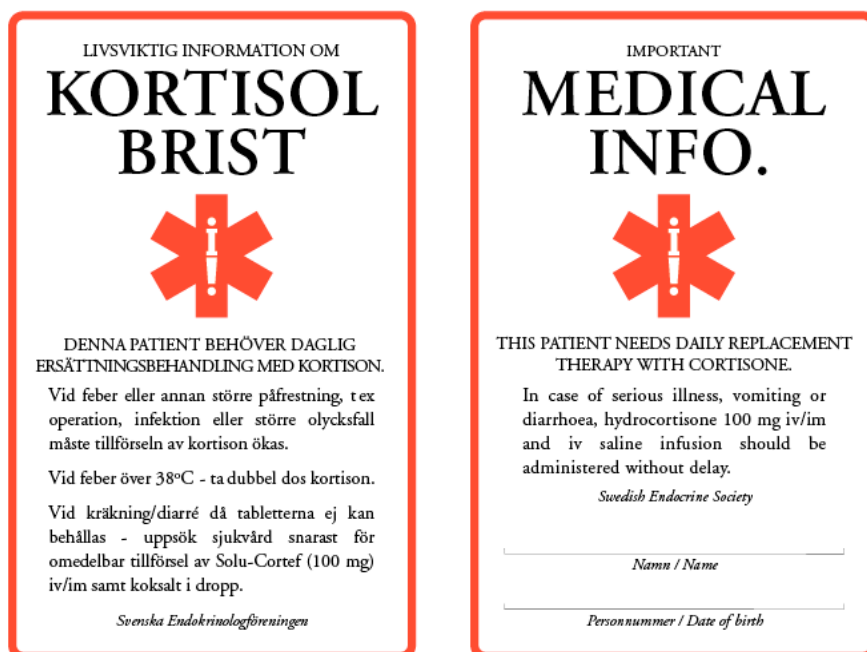 LIVSVIKTIG INFORMATION OM
KORTISOL
BRIST
DENNA PATIENT BEHÖVER DAGLIG
ERSÄTTNINGSBEHANDLING MED KORTISON.
Vid feber eller annan större påfrestning, t ex
operation, infektion eller större olycksfall
måste tillförseln av kortison ökas.
Vid feber över 38ºC - ta dubbel dos kortison.
Vid kräkning/diarré då tabletterna ej kan
behållas - uppsök sjukvård snarast för
omedelbar tillförsel av Solu-Cortef (100 mg)
iv/im samt koksalt i dropp.
Svenska Endokrinologföreningen
IMPORTANT
MEDICAL
INFO.
THIS PATIENT NEEDS DAILY REPLACEMENT
THERAPY WITH CORTISONE.
In case of serious illness, vomiting or
diarrhoea, hydrocortisone 100 mg iv/im
and iv saline infusion should be
administered without delay.
Swedish Endocrine Society
Namn / Name
Personnummer / Date of birth